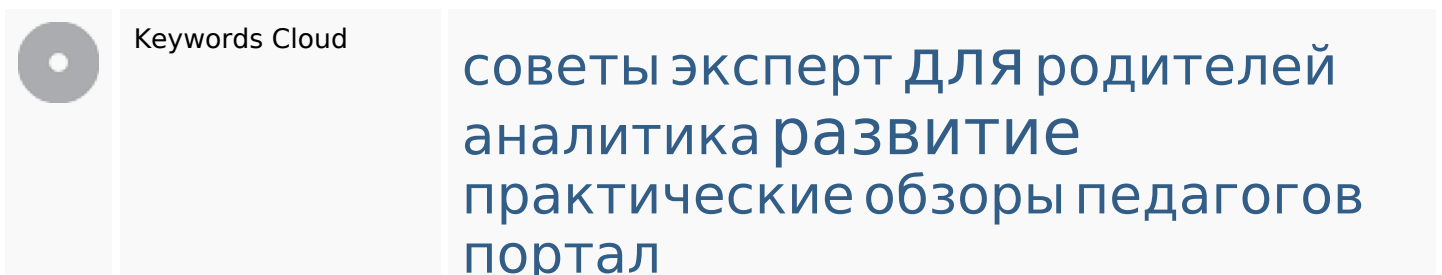 Keywords Cloud
советы эксперт для родителей
аналитика развитие
практические обзоры педагогов
портал